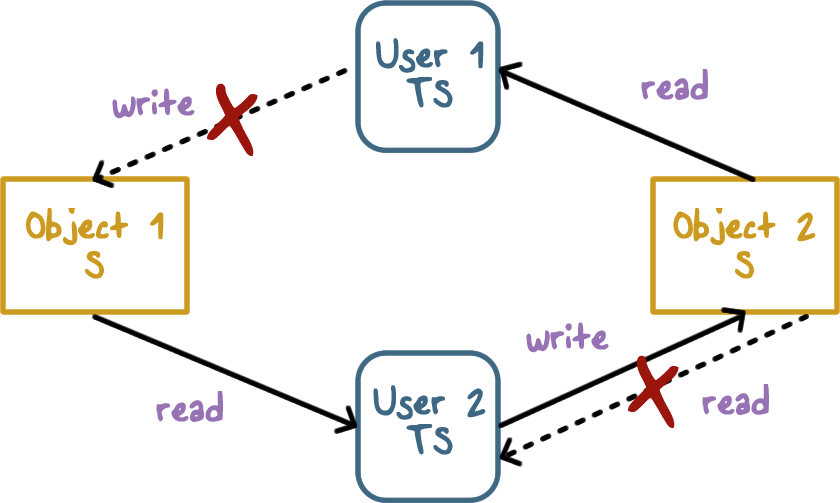 User 1
TS
write
read
Object 1
S
Object 2
S
write
read
User 2
TS
read